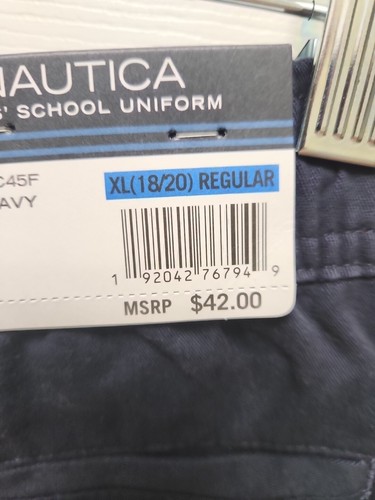 NAUTICA
S' SCHOOL UNIFORM
C45F
AVY
XL(18/20) REGULAR
1 92042 76794 9
MSRP $42.00